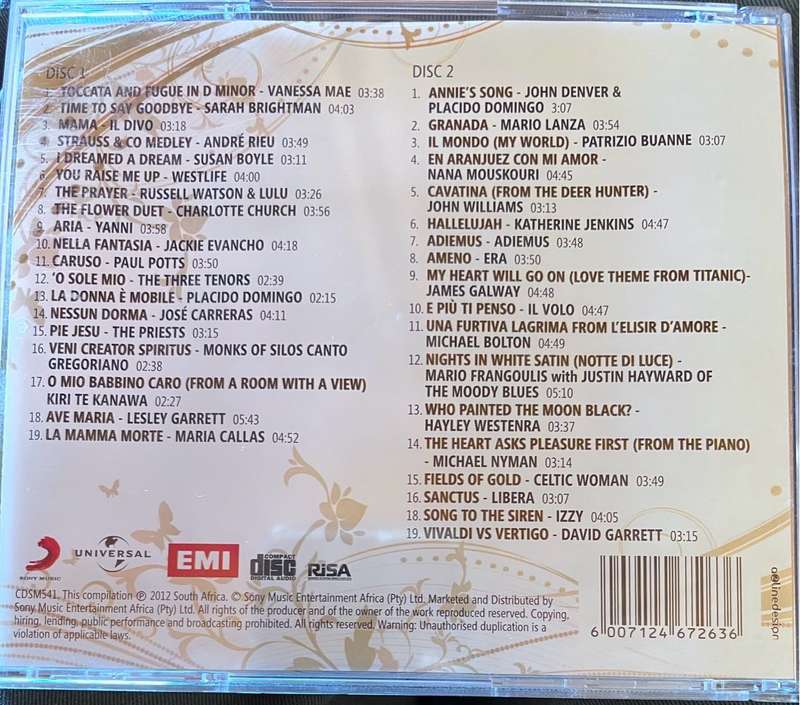 DISC 1
1. TOCCATA AND FUGUE IN D MINOR - VANESSA MAE 03:38
2. TIME TO SAY GOODBYE - SARAH BRIGHTMAN 04:03
3. MAMA - IL DIVO 03:18
4. STRAUSS & CO MEDLEY - ANDRÉ RIEU 03:49
5. I DREAMED A DREAM - SUSAN BOYLE 03:11
6. YOU RAISE ME UP - WESTLIFE 04:00
7. THE PRAYER - RUSSELL WATSON & LULU 03:26
8. THE FLOWER DUET - CHARLOTTE CHURCH 03:56
9. ARIA - YANNI 03:58
10. NELLA FANTASIA - JACKIE EVANCHO 04:18
11. CARUSO - PAUL POTTS 03:50
12. 'O SOLE MIO - THE THREE TENORS 02:39
13. LA DONNA È MOBILE - PLACIDO DOMINGO 02:15
14. NESSUN DORMA - JOSÉ CARRERAS 04:11
15. PIE JESU - THE PRIESTS 03:15
16. VENI CREATOR SPIRITUS - MONKS OF SILOS CANTO
GREGORIANO 02:38
17. O MIO BABBINO CARO (FROM A ROOM WITH A VIEW)
KIRI TE KANAWA 02:27
18. AVE MARIA - LESLEY GARRETT 05:43
19. LA MAMMA MORTE - MARIA CALLAS 04:52
DISC 2
1. ANNIE'S SONG - JOHN DENVER &
PLACIDO DOMINGO 3:07
2. GRANADA - MARIO LANZA 03:54
3. IL MONDO (MY WORLD) - PATRIZIO BUANNE 03:07
4. EN ARANJUEZ CON MI AMOR -
NANA MOUSKOURI 04:45
5. CAVATINA (FROM THE DEER HUNTER) -
JOHN WILLIAMS 03:13
6. HALLELUJAH - KATHERINE JENKINS 04:47
7. ADIEMUS - ADIEMUS 03:48
8. AMENO - ERA 03:50
9. MY HEART WILL GO ON (LOVE THEME FROM TITANIC)-
JAMES GALWAY 04:48
10. E PIÙ TI PENSO - IL VOLO 04:47
11. UNA FURTIVA LAGRIMA FROM L'ELISIR D'AMORE -
MICHAEL BOLTON 04:49
12. NIGHTS IN WHITE SATIN (NOTTE DI LUCE) -
MARIO FRANGOULIS with JUSTIN HAYWARD OF
THE MOODY BLUES 05:10
13. WHO PAINTED THE MOON BLACK? -
HAYLEY WESTENRA 03:37
14. THE HEART ASKS PLEASURE FIRST (FROM THE PIANO)
- MICHAEL NYMAN 03:14
15. FIELDS OF GOLD - CELTIC WOMAN 03:49
16. SANCTUS - LIBERA 03:07
18. SONG TO THE SIREN - IZZY 04:05
19. VIVALDI VS VERTIGO - DAVID GARRETT 03:15
SONY MUSIC
UNIVERSAL
EMI
COMPACT
disc
DIGITAL AUDIO
RiSA
CDSM541. This compilation ℗ 2012 South Africa. © Sony Music Entertainment Africa (Pty) Ltd. Marketed and Distributed by
Sony Music Entertainment Africa (Pty) Ltd. All rights of the producer and of the owner of the work reproduced reserved. Copying,
hiring, lending, public performance and broadcasting prohibited. All rights reserved. Warning: Unauthorised duplication is a
violation of applicable laws.
6 007124 672636